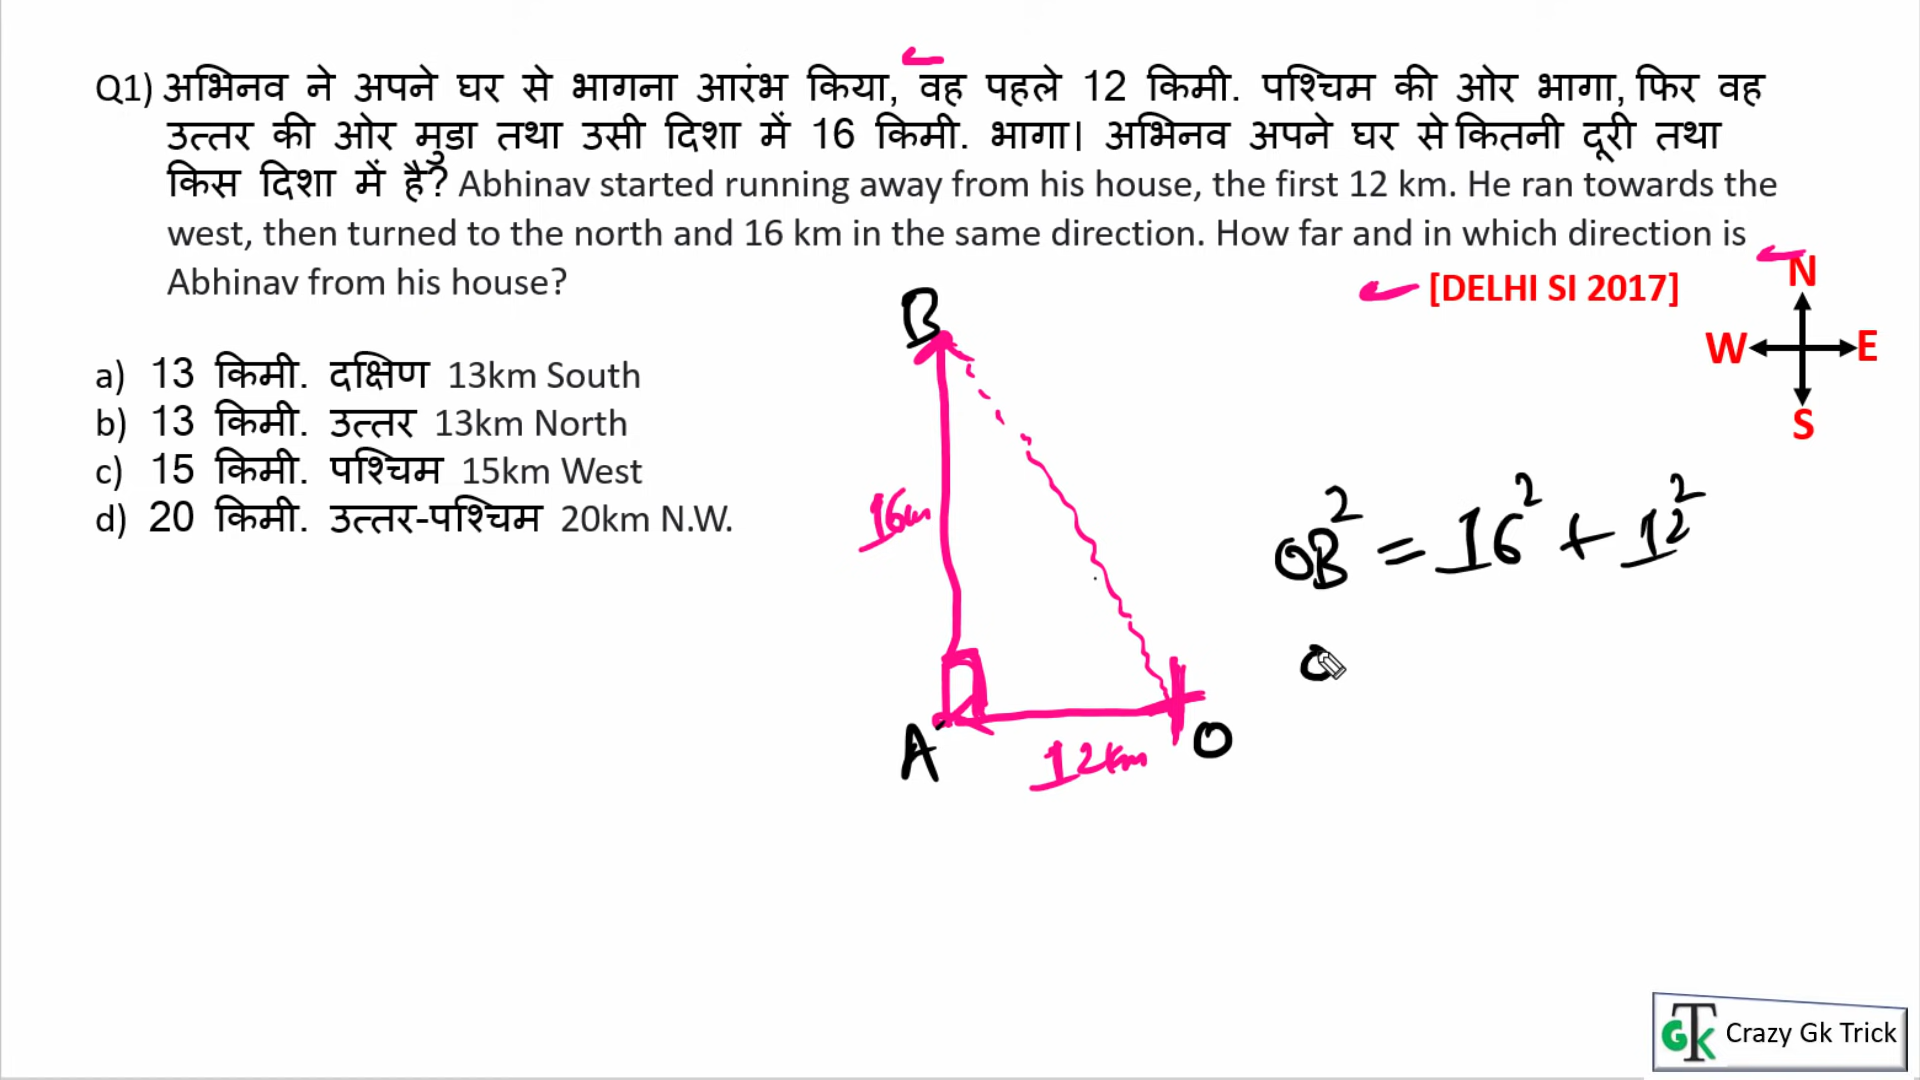 Q1) अभिनव ने अपने घर से भागना आरंभ किया, वह पहले 12 किमी. पश्चिम की ओर भागा, फिर वह
उत्तर की ओर मुडा तथा उसी दिशा में 16 किमी. भागा। अभिनव अपने घर से कितनी दूरी तथा
किस दिशा में है? Abhinav started running away from his house, the first 12 km. He ran towards the
west, then turned to the north and 16 km in the same direction. How far and in which direction is
Abhinav from his house?
[DELHI SI 2017]
N
W E
S
a) 13 किमी. दक्षिण 13km South
b) 13 किमी. उत्तर 13km North
c) 15 किमी. पश्चिम 15km West
d) 20 किमी. उत्तर-पश्चिम 20km N.W.
B
16km
A
12km
O
OB² = 16² + 12²
O
GTK Crazy Gk Trick